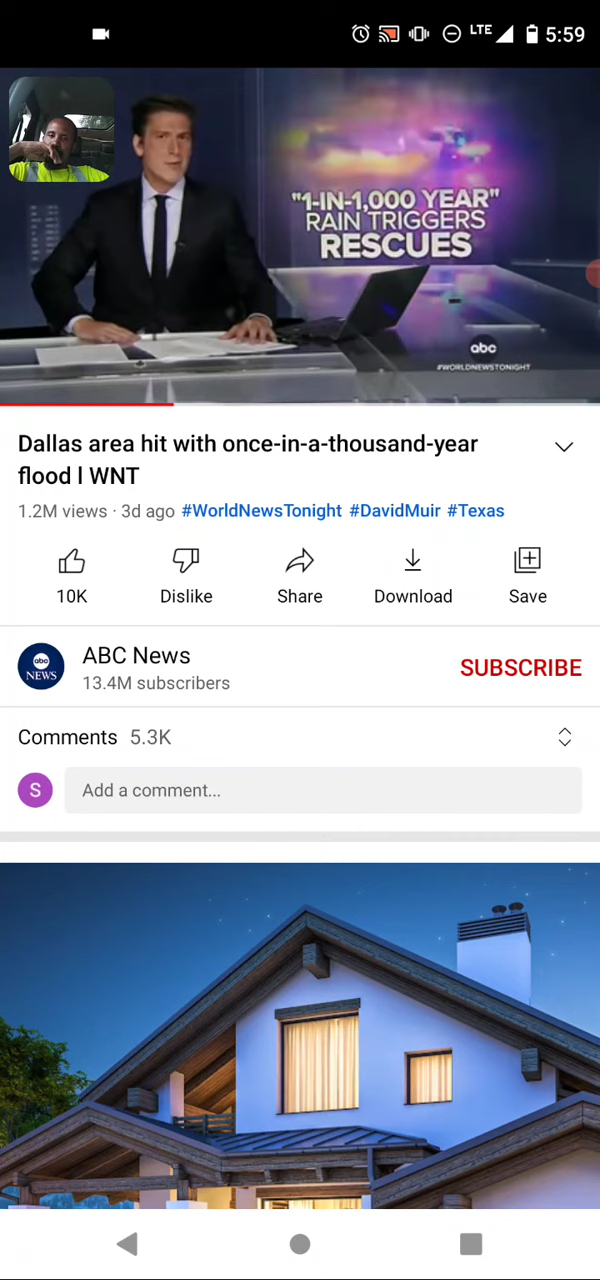 LTE 5:59
"1-IN-1,000 YEAR"
RAIN TRIGGERS
RESCUES
abc
#WORLDNEWSTONIGHT
Dallas area hit with once-in-a-thousand-year
flood l WNT
1.2M views · 3d ago #WorldNewsTonight #DavidMuir #Texas
10K Dislike Share Download Save
abc
NEWS
ABC News
13.4M subscribers
SUBSCRIBE
Comments 5.3K
S
Add a comment...